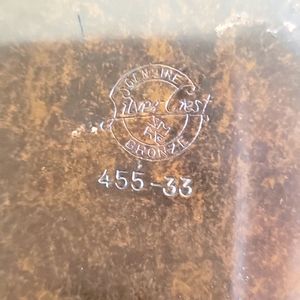 GENUINE
Silver Crest
BRONZE
455-33